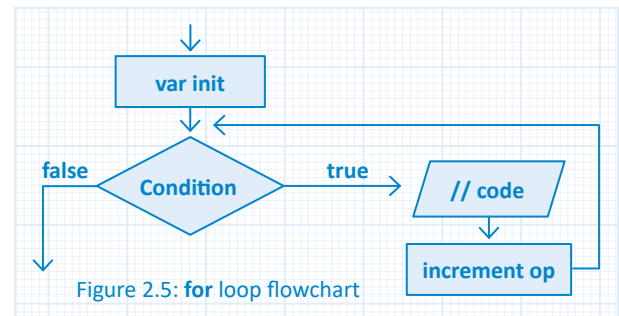 var init
false
Condition
true
// code
increment op
Figure 2.5: for loop flowchart